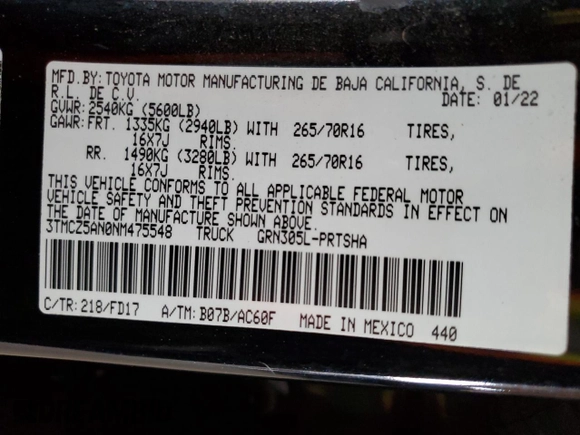 MFD.BY: TOYOTA MOTOR MANUFACTURING DE BAJA CALIFORNIA, S. DE
R.L. DE C.V. DATE: 01/22
GVWR: 2540KG (5600LB)
GAWR: FRT. 1335KG (2940LB) WITH 265/70R16 TIRES,
16X7J RIMS.
RR. 1490KG (3280LB) WITH 265/70R16 TIRES,
16X7J RIMS.
THIS VEHICLE CONFORMS TO ALL APPLICABLE FEDERAL MOTOR
VEHICLE SAFETY AND THEFT PREVENTION STANDARDS IN EFFECT ON
THE DATE OF MANUFACTURE SHOWN ABOVE.
3TMCZ5AN0NM475548 TRUCK GRN305L-PRTSHA
C/TR: 218/FD17 A/TM: B07B/AC60F MADE IN MEXICO 440